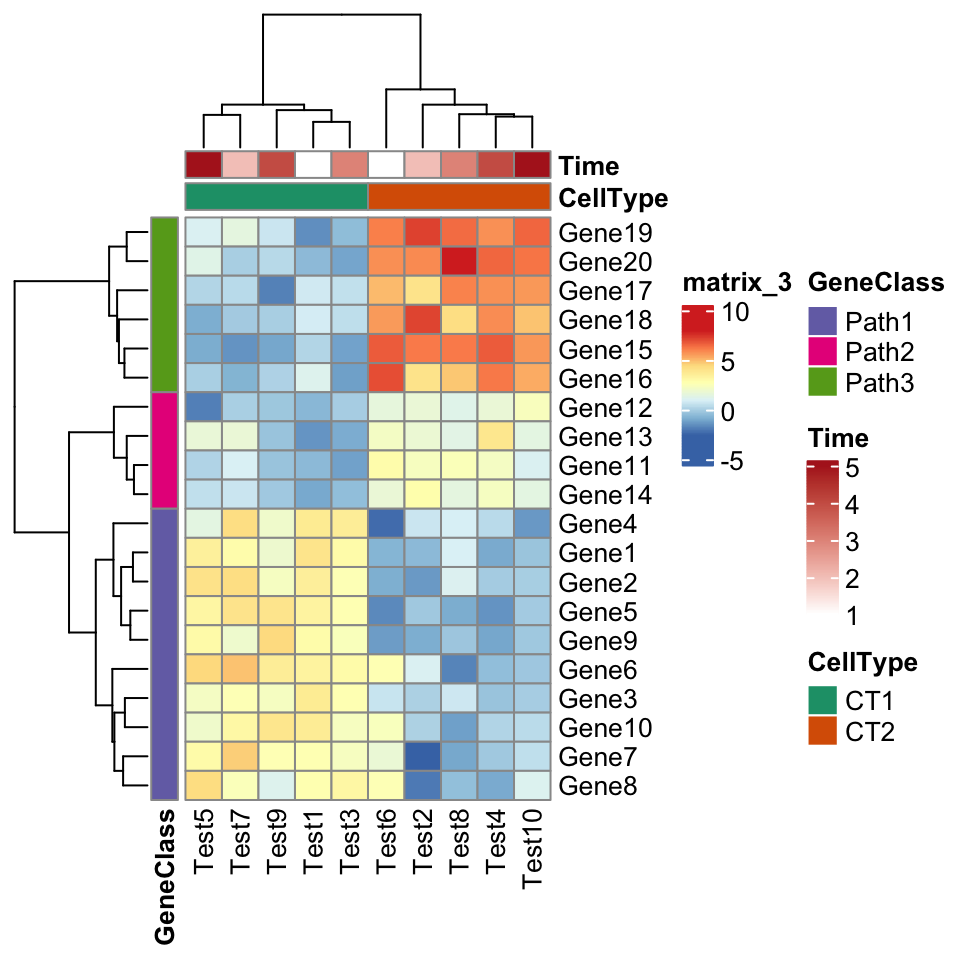 Time
CellType
Gene19
Gene20
Gene17
Gene18
Gene15
Gene16
Gene12
Gene13
Gene11
Gene14
Gene4
Gene1
Gene2
Gene5
Gene9
Gene6
Gene3
Gene10
Gene7
Gene8
GeneClass
Test5
Test7
Test9
Test1
Test3
Test6
Test2
Test8
Test4
Test10
matrix_3
10
5
0
-5
GeneClass
Path1
Path2
Path3
Time
5
4
3
2
1
CellType
CT1
CT2